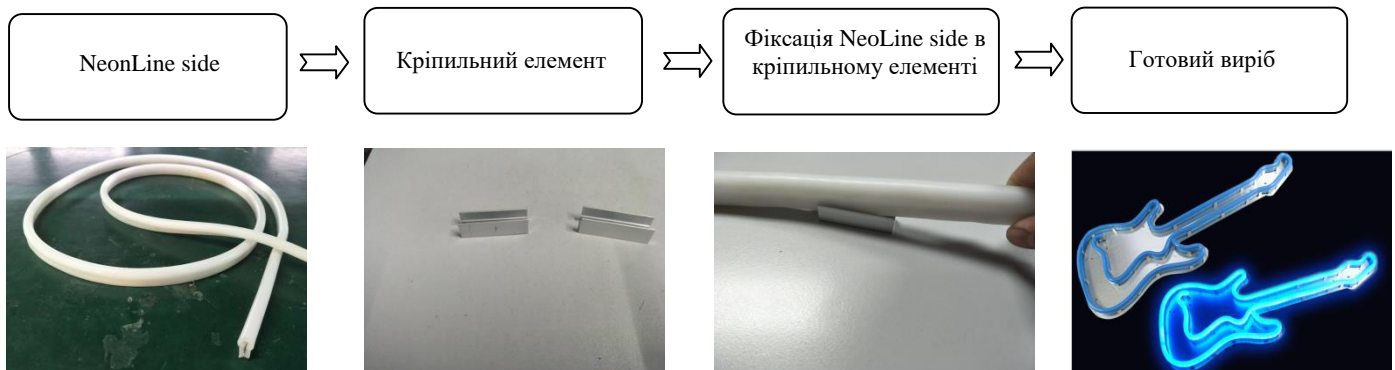 NeonLine side
Кріпильний елемент
Фіксація NeoLine side в
кріпильному елементі
Готовий виріб